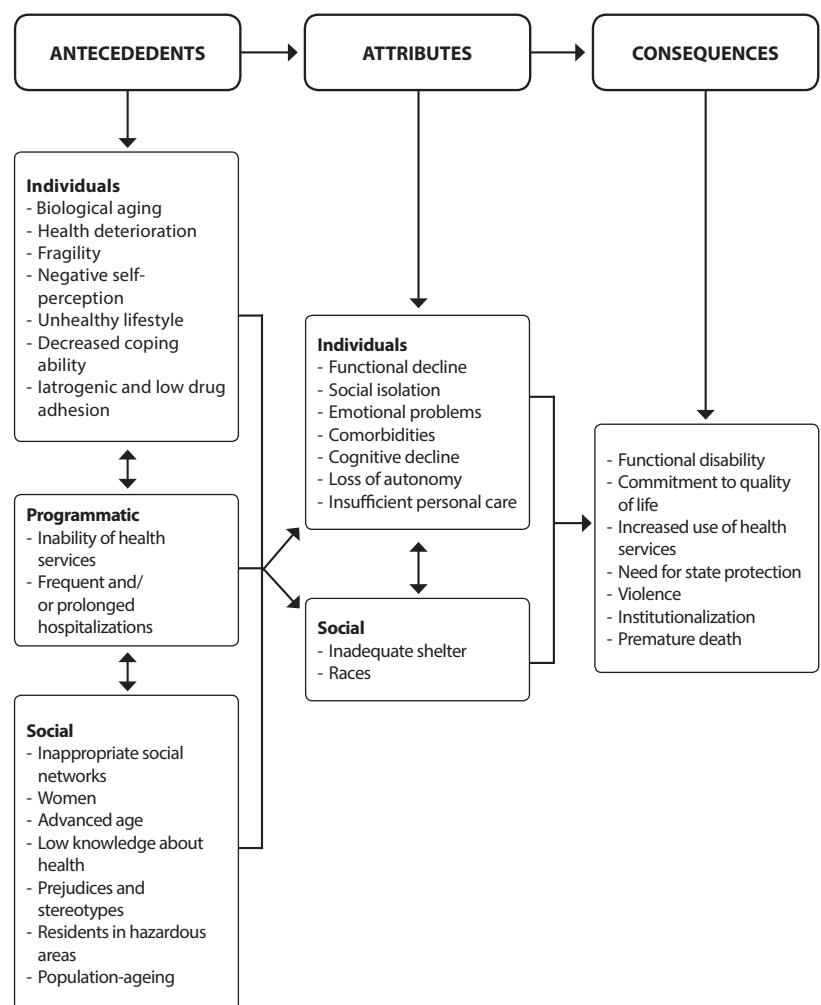 ANTECEDEDENTS
ATTRIBUTES
CONSEQUENCES
Individuals
- Biological aging
- Health deterioration
- Fragility
- Negative self-
perception
- Unhealthy lifestyle
- Decreased coping
ability
- Iatrogenic and low drug
adhesion
Programmatic
- Inability of health
services
- Frequent and/
or prolonged
hospitalizations
Social
- Inappropriate social
networks
- Women
- Advanced age
- Low knowledge about
health
- Prejudices and
stereotypes
- Residents in hazardous
areas
- Population-ageing
Individuals
- Functional decline
- Social isolation
- Emotional problems
- Comorbidities
- Cognitive decline
- Loss of autonomy
- Insufficient personal care
Social
- Inadequate shelter
- Races
- Functional disability
- Commitment to quality
of life
- Increased use of health
services
- Need for state protection
- Violence
- Institutionalization
- Premature death